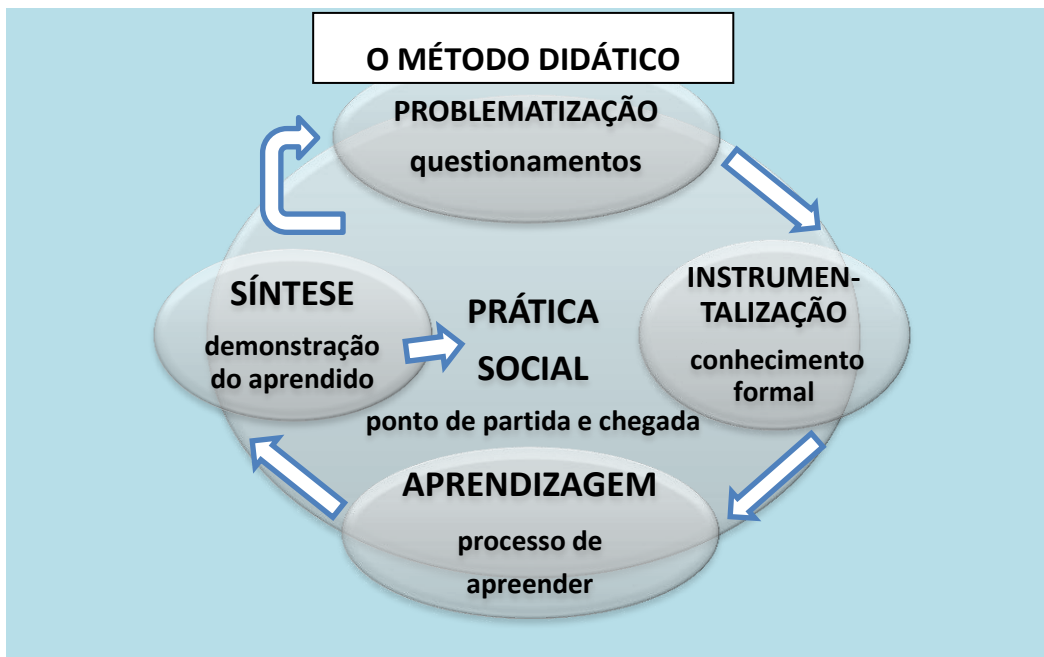 O MÉTODO DIDÁTICO
PROBLEMATIZAÇÃO
questionamentos
INSTRUMEN-
TALIZAÇÃO
conhecimento
formal
SÍNTESE
demonstração
do aprendido
PRÁTICA
SOCIAL
ponto de partida e chegada
APRENDIZAGEM
processo de
apreender